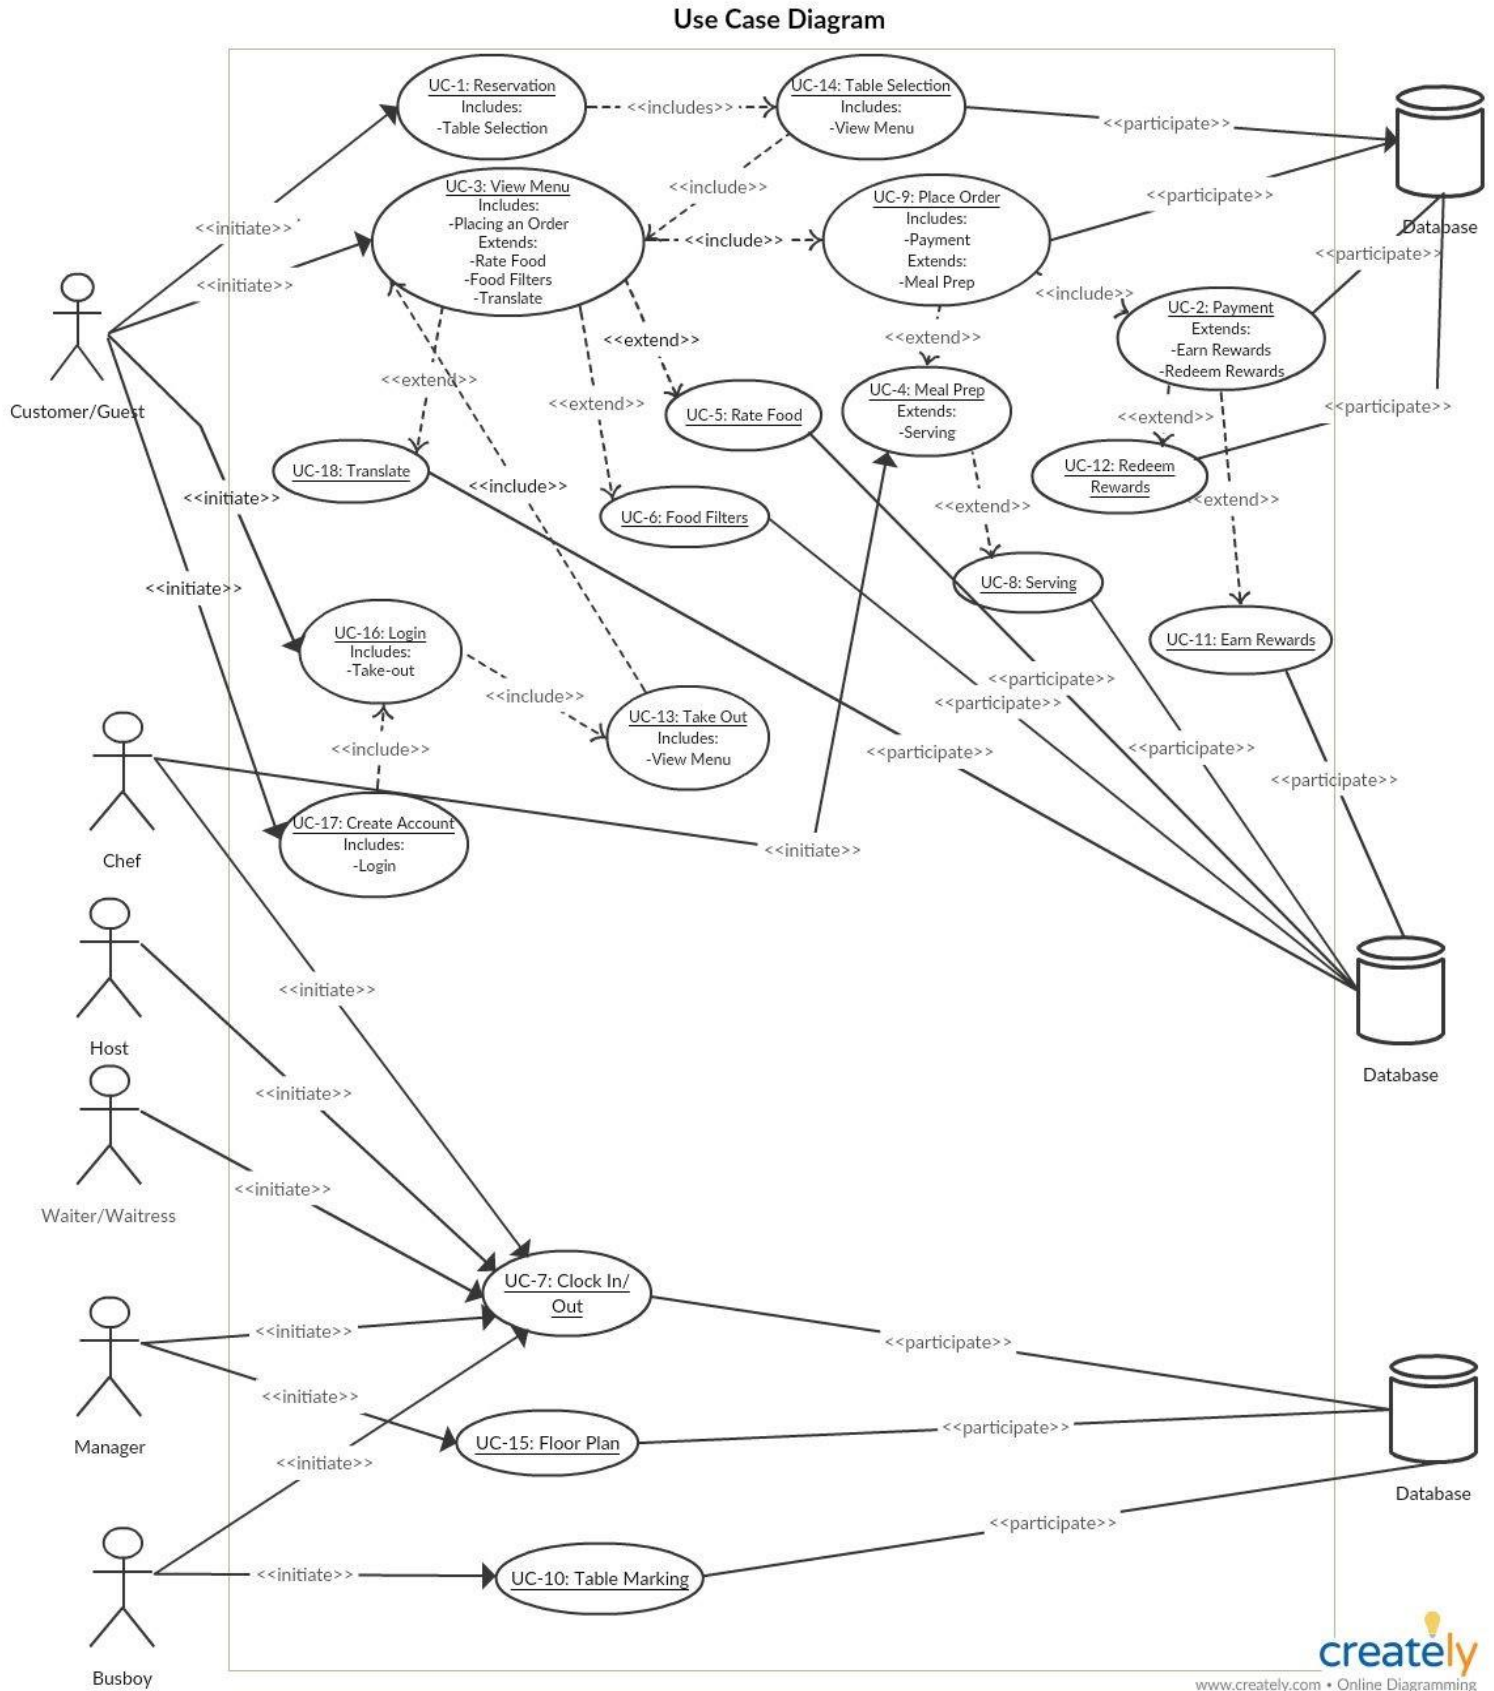 Use Case Diagram
UC-1: Reservation
Includes:
-Table Selection
<<includes>>
UC-14: Table Selection
Includes:
-View Menu
<<participate>>
Database
<<initiate>>
<<initiate>>
UC-3: View Menu
Includes:
-Placing an Order
Extends:
-Rate Food
-Food Filters
-Translate
<<include>>
<<include>>
UC-9: Place Order
Includes:
-Payment
Extends:
-Meal Prep
<<participate>>
<<participate>>
<<include>>
UC-2: Payment
Extends:
-Earn Rewards
-Redeem Rewards
Customer/Guest
<<extend>>
<<extend>>
<<extend>>
<<extend>>
UC-4: Meal Prep
Extends:
-Serving
UC-5: Rate Food
<<extend>>
<<participate>>
UC-18: Translate
<<include>>
UC-6: Food Filters
UC-12: Redeem
Rewards
<<extend>>
<<extend>>
<<initiate>>
<<initiate>>
UC-8: Serving
UC-11: Earn Rewards
UC-16: Login
Includes:
-Take-out
<<include>>
UC-13: Take Out
Includes:
-View Menu
<<participate>>
<<participate>>
<<participate>>
<<participate>>
<<participate>>
<<include>>
UC-17: Create Account
Includes:
-Login
<<initiate>>
Chef
<<initiate>>
Host
<<initiate>>
Database
<<initiate>>
Waiter/Waitress
UC-7: Clock In/
Out
<<initiate>>
<<participate>>
<<initiate>>
Manager
UC-15: Floor Plan
<<participate>>
<<initiate>>
Database
<<participate>>
<<initiate>>
UC-10: Table Marking
Busboy
creately
www.creately.com • Online Diagramming